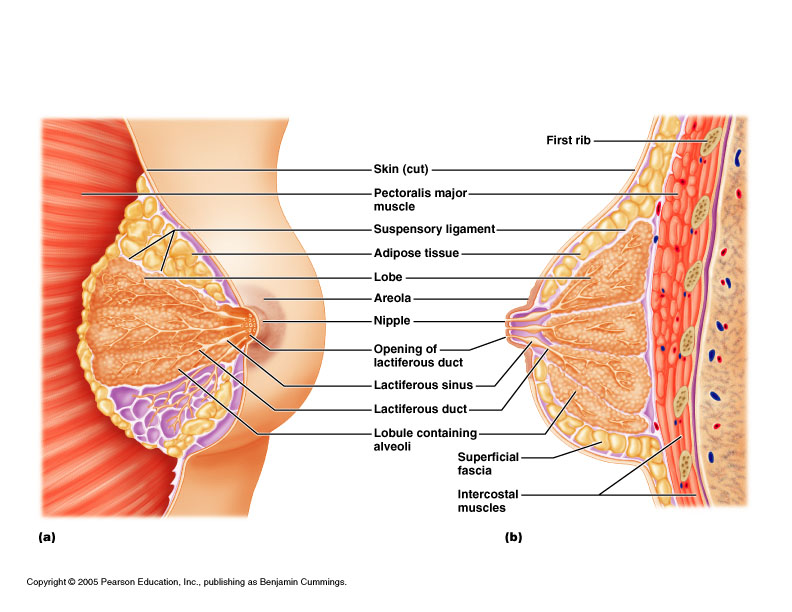 First rib
Skin (cut)
Pectoralis major
muscle
Suspensory ligament
Adipose tissue
Lobe
Areola
Nipple
Opening of
lactiferous duct
Lactiferous sinus
Lactiferous duct
Lobule containing
alveoli
Superficial
fascia
Intercostal
muscles
(a)
(b)
Copyright © 2005 Pearson Education, Inc., publishing as Benjamin Cummings.